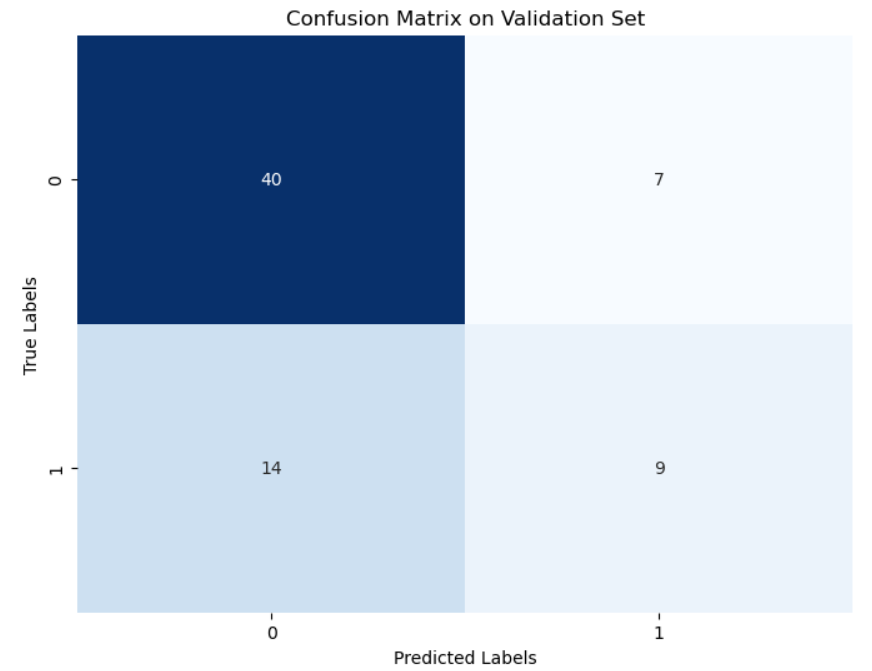 Confusion Matrix on Validation Set
True Labels
0
40
7
1
14
9
0
1
Predicted Labels